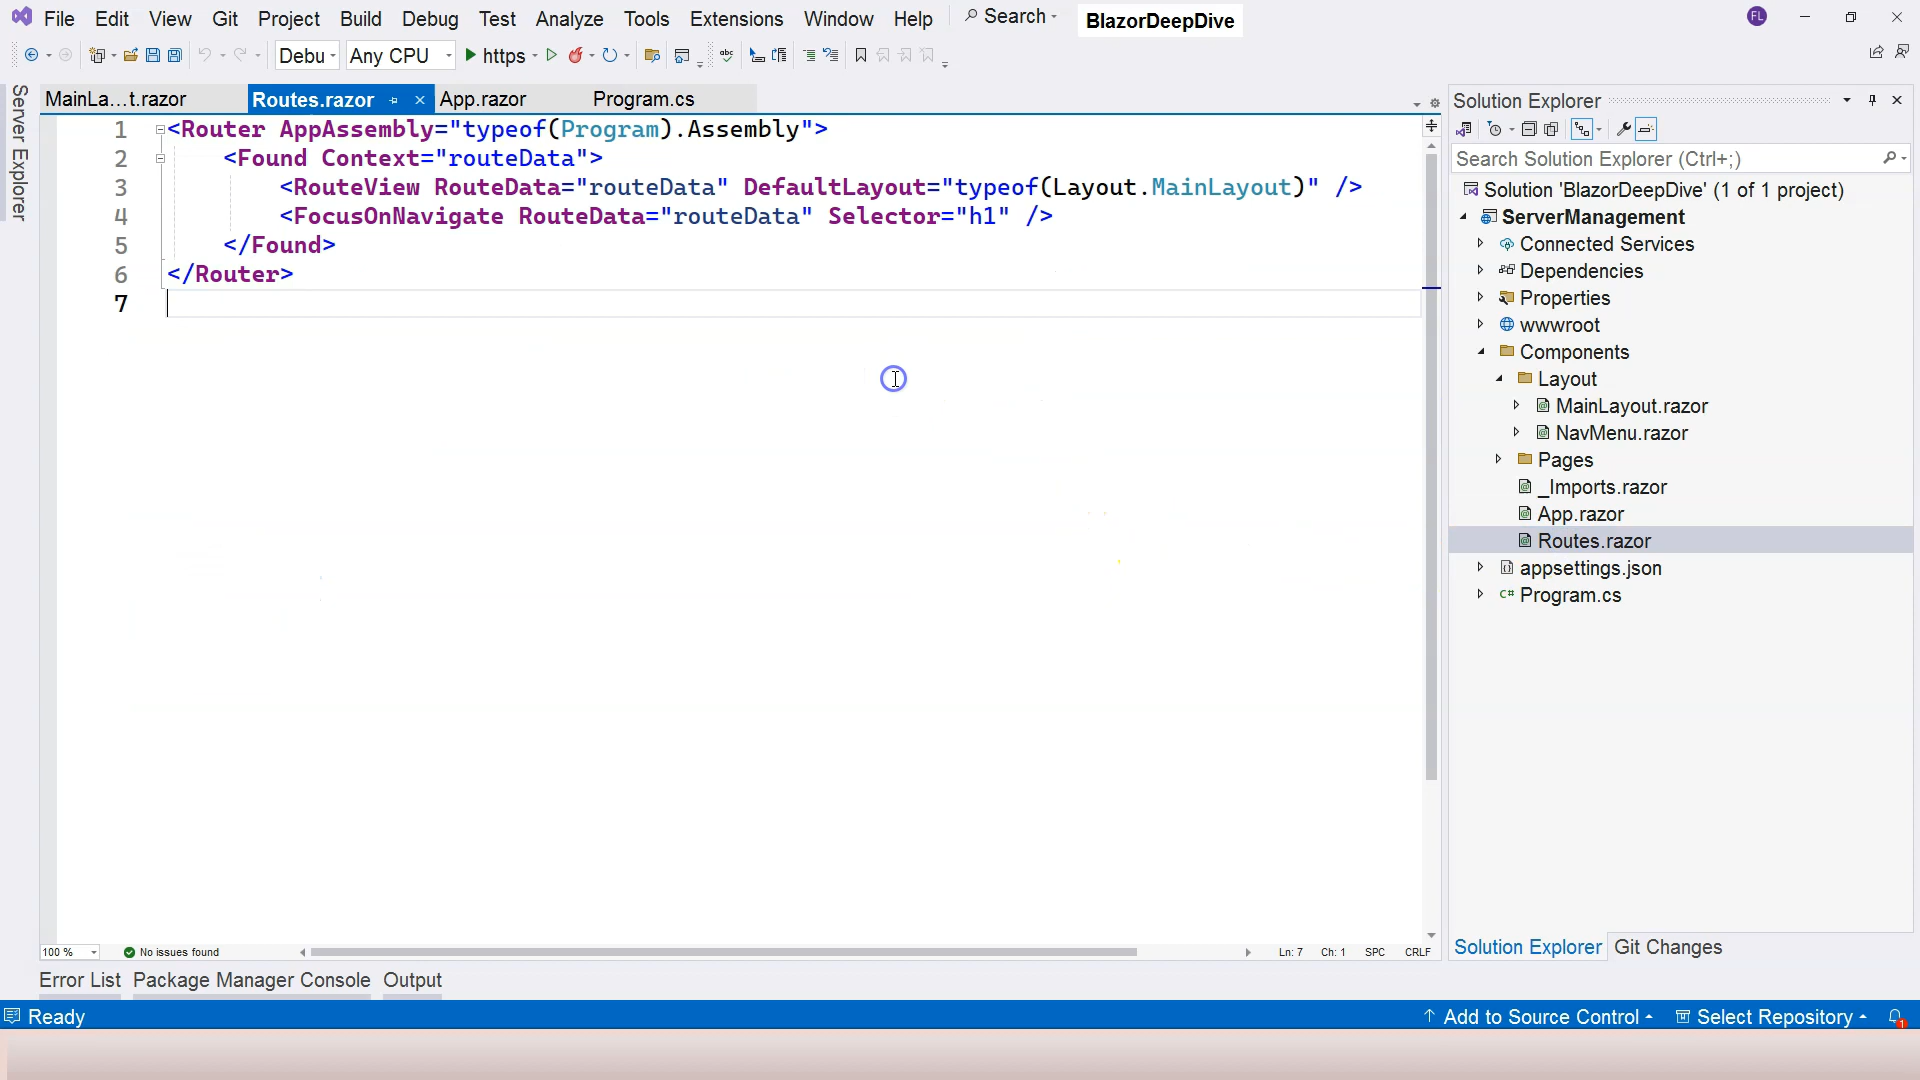 File Edit View Git Project Build Debug Test Analyze Tools Extensions Window Help Search BlazorDeepDive FL
Debu Any CPU https abc
Server Explorer
MainLa...t.razor Routes.razor App.razor Program.cs
1 <Router AppAssembly="typeof(Program).Assembly">
2 <Found Context="routeData">
3 <RouteView RouteData="routeData" DefaultLayout="typeof(Layout.MainLayout)" />
4 <FocusOnNavigate RouteData="routeData" Selector="h1" />
5 </Found>
6 </Router>
7
100 % No issues found Ln: 7 Ch: 1 SPC CRLF
Error List Package Manager Console Output
Solution Explorer
Search Solution Explorer (Ctrl+;)
Solution 'BlazorDeepDive' (1 of 1 project)
ServerManagement
Connected Services
Dependencies
Properties
wwwroot
Components
Layout
MainLayout.razor
NavMenu.razor
Pages
_Imports.razor
App.razor
Routes.razor
appsettings.json
C# Program.cs
Solution Explorer Git Changes
Ready Add to Source Control Select Repository 1